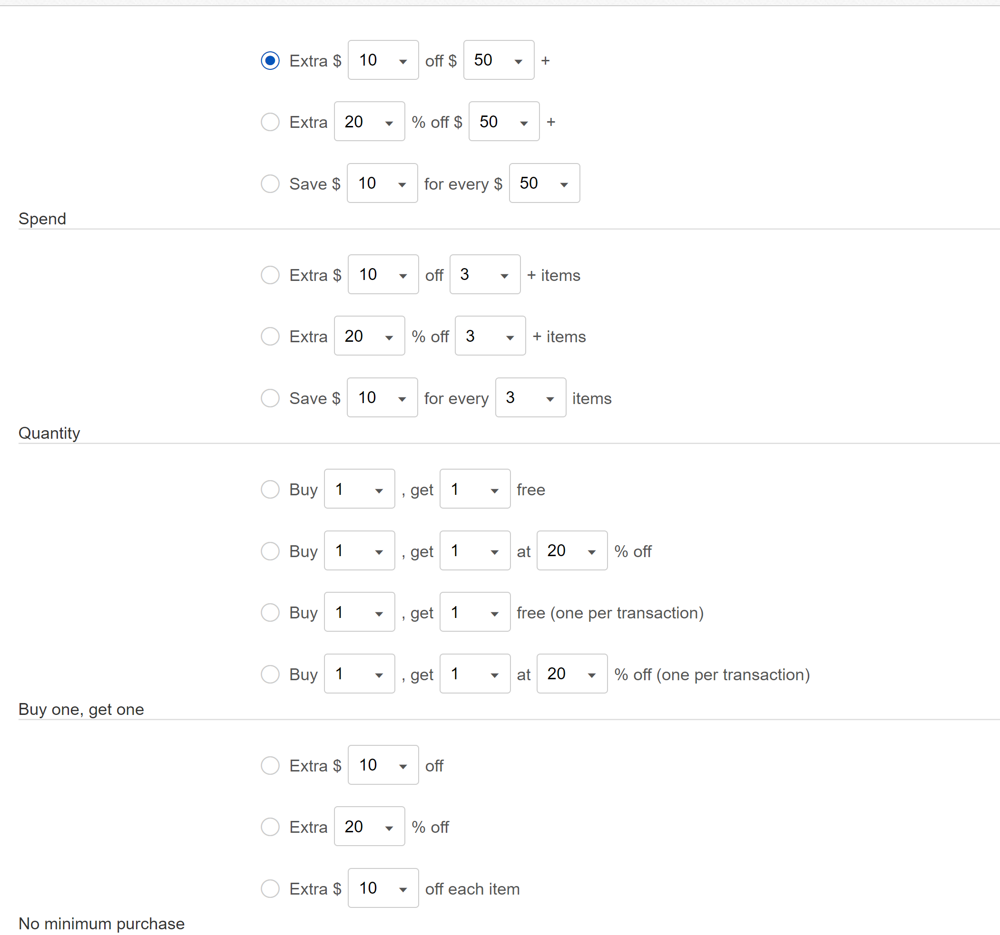 Extra $ 10 off $ 50 +
Extra 20 % off $ 50 +
Save $ 10 for every $ 50
Spend
Extra $ 10 off 3 + items
Extra 20 % off 3 + items
Save $ 10 for every 3 items
Quantity
Buy 1 , get 1 free
Buy 1 , get 1 at 20 % off
Buy 1 , get 1 free (one per transaction)
Buy 1 , get 1 at 20 % off (one per transaction)
Buy one, get one
Extra $ 10 off
Extra 20 % off
Extra $ 10 off each item
No minimum purchase